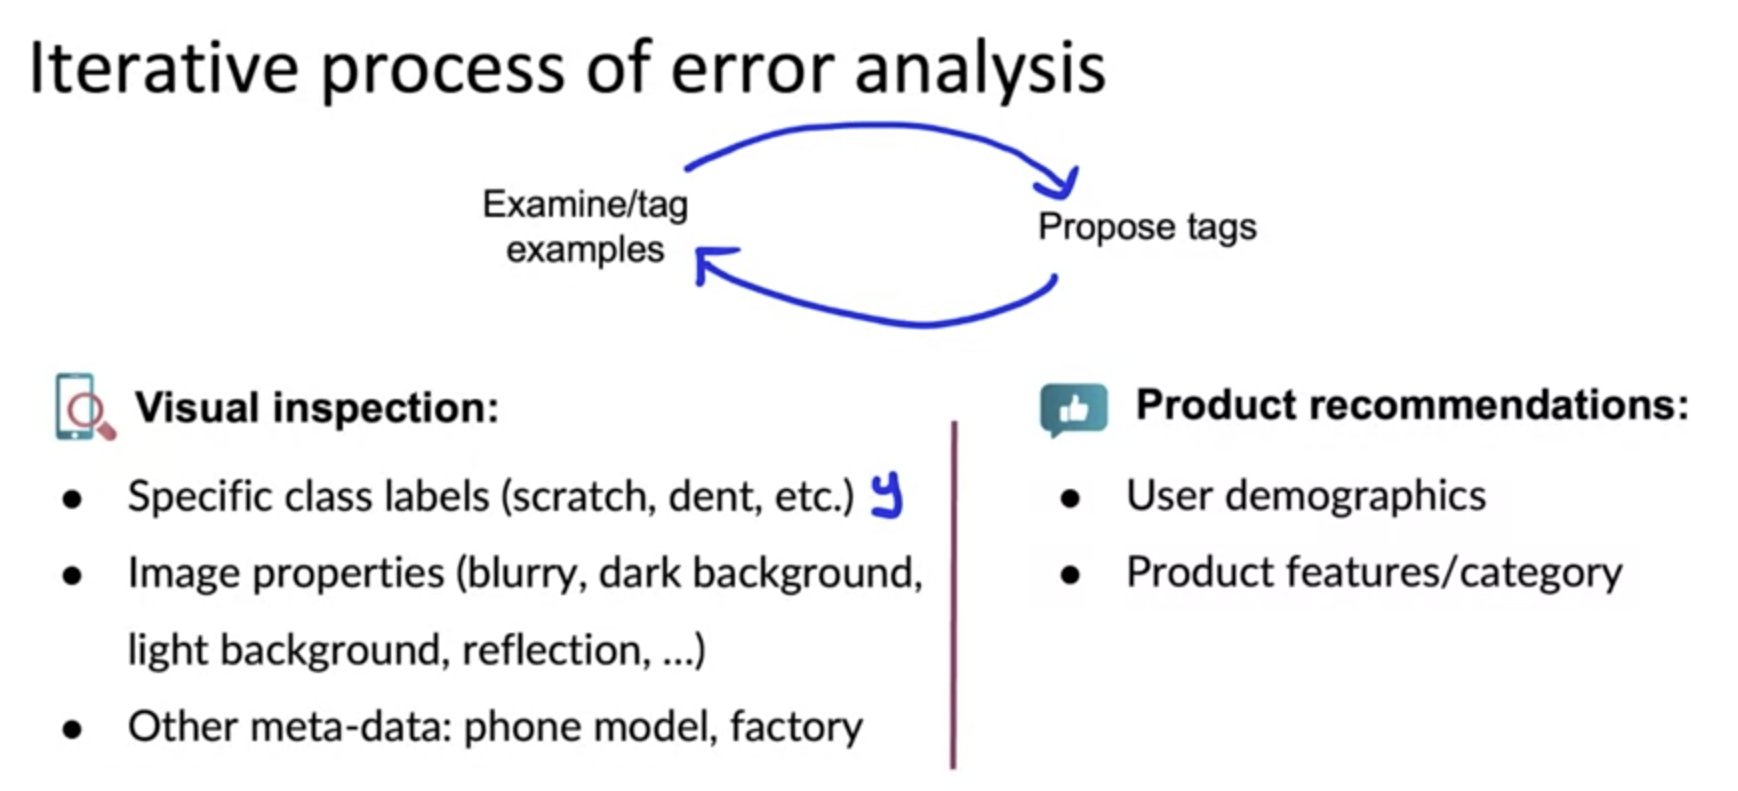 Iterative process of error analysis
Examine/tag
examples
Propose tags
Visual inspection:
● Specific class labels (scratch, dent, etc.) y
● Image properties (blurry, dark background,
light background, reflection, ...)
● Other meta-data: phone model, factory
Product recommendations:
● User demographics
● Product features/category